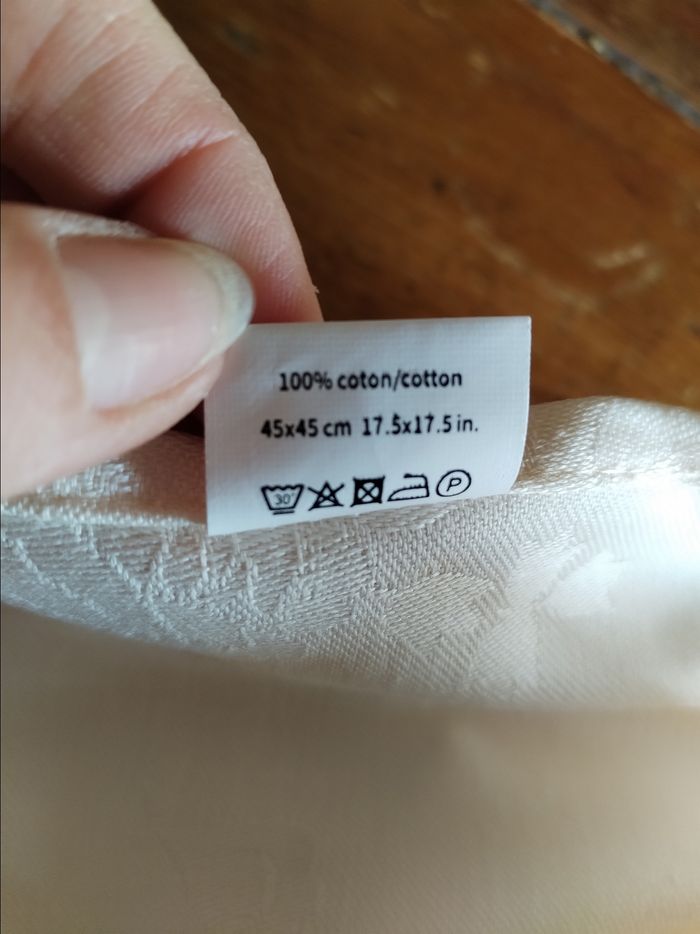 100% coton/cotton
45x45 cm 17.5x17.5 in.
30° P